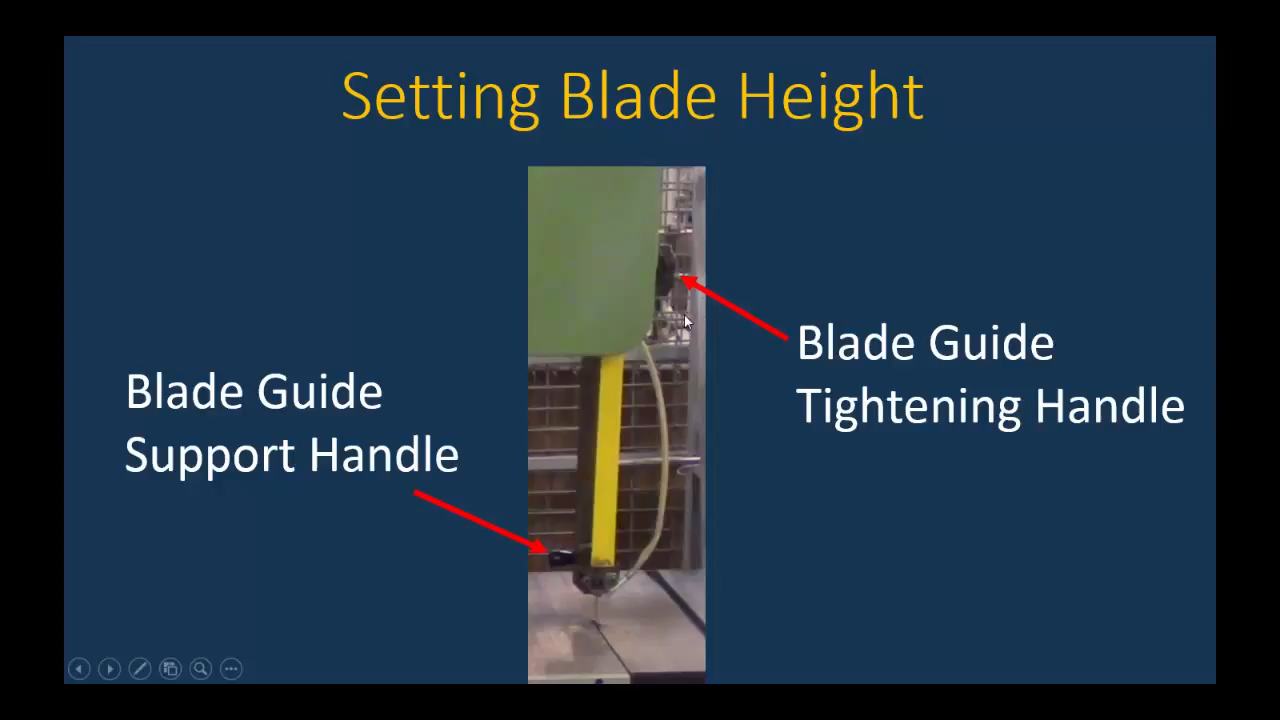 Setting Blade Height
Blade Guide
Support Handle
Blade Guide
Tightening Handle